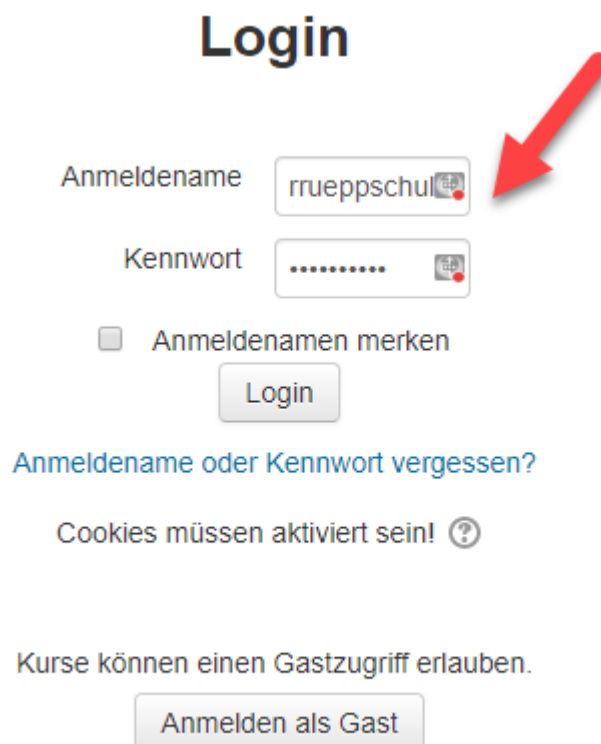 Login
Anmeldename rrueppschul
Kennwort ··········
Anmeldenamen merken
Login
Anmeldename oder Kennwort vergessen?
Cookies müssen aktiviert sein!
Kurse können einen Gastzugriff erlauben.
Anmelden als Gast